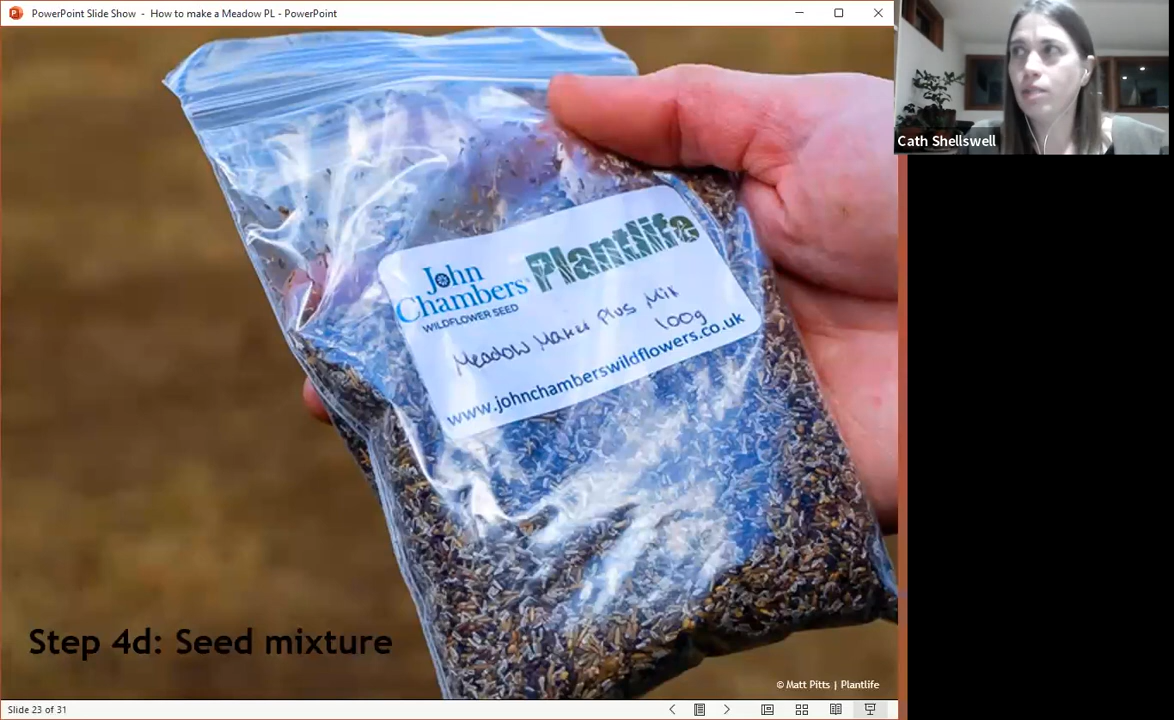 PowerPoint Slide Show - How to make a Meadow PL - PowerPoint
Cath Shellswell
John Chambers
WILDFLOWER SEED
Plantlife
Meadow Maker Plus Mix
100g
www.johnchamberswildflowers.co.uk
Step 4d: Seed mixture
© Matt Pitts | Plantlife
Slide 23 of 31